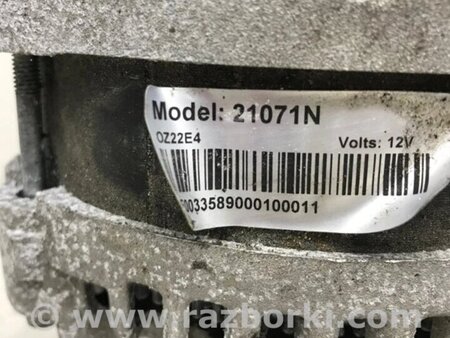 Model: 21071N
OZ22E4 Volts: 12V
0033589000100011
www.razborki.com